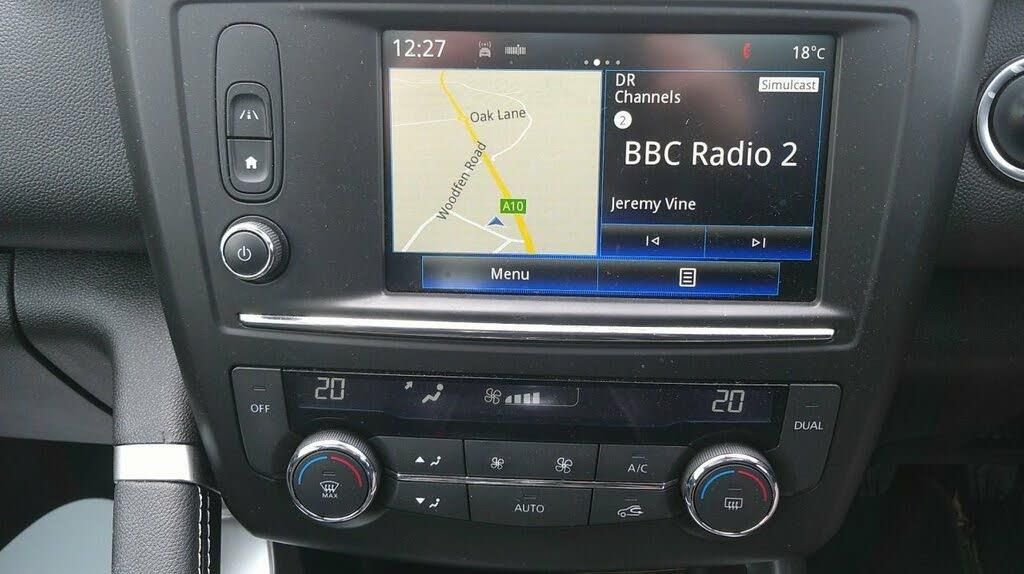 12:27
18°C
Oak Lane
Woodfen Road
A10
DR
Channels
Simulcast
2
BBC Radio 2
Jeremy Vine
Menu
20
20
OFF
DUAL
MAX
A/C
AUTO